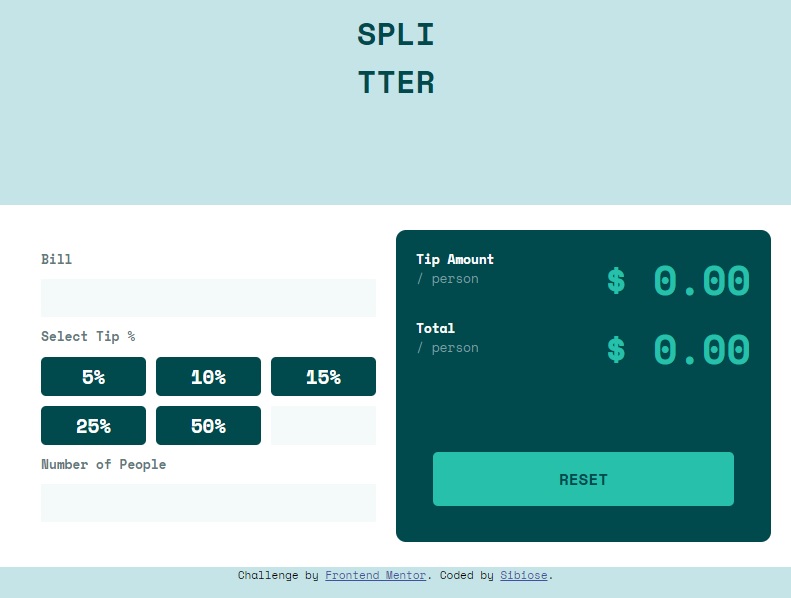 SPLI
TTER
Bill
Select Tip %
5% 10% 15%
25% 50%
Number of People
Tip Amount
/ person
$ 0.00
Total
/ person
$ 0.00
RESET
Challenge by Frontend Mentor. Coded by Sibiose.